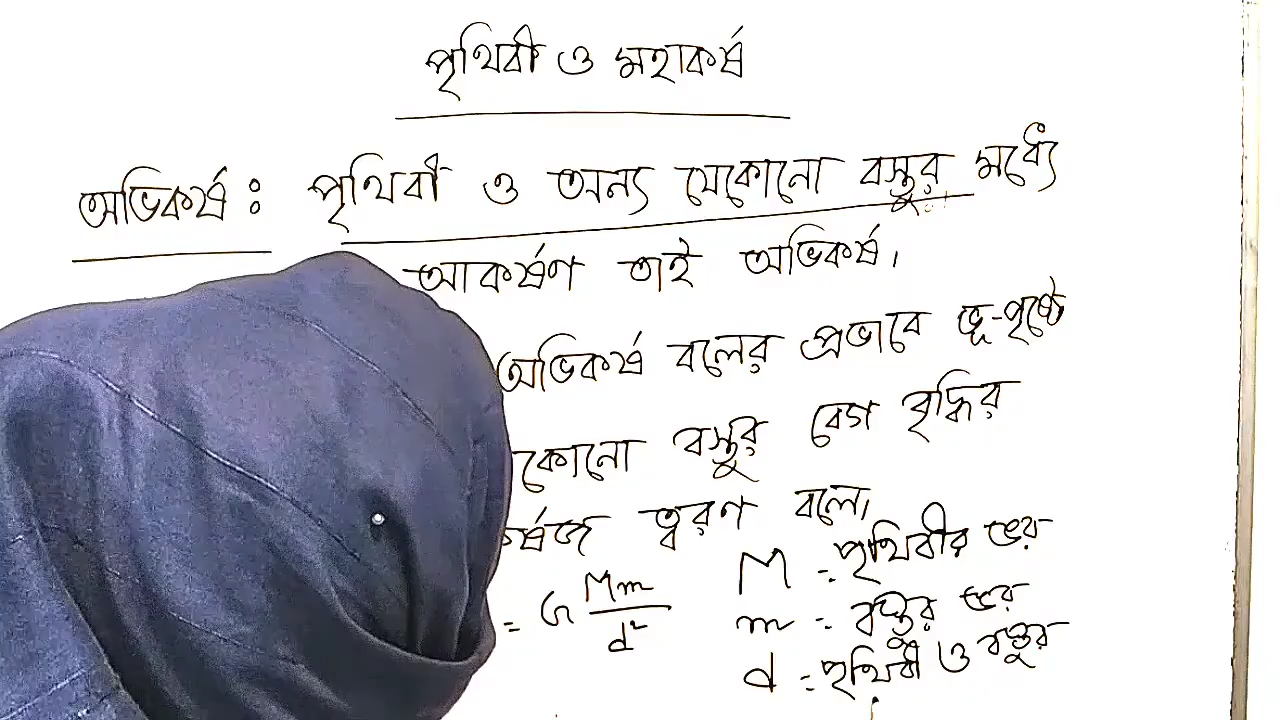 পৃথিবী ও মহাকর্ষ
অভিকর্ষ : পৃথিবী ও অন্য যেকোনো বস্তুর মধ্যে
আকর্ষণ তাই অভিকর্ষ।
অভিকর্ষ বলের প্রভাবে ভূ-পৃষ্টে
কোনো বস্তুর বেগ বৃদ্ধির
র্ষজ ত্বরণ বলে।
= G Mm/d²
M = পৃথিবীর ভর
m = বস্তুর ভর
d = পৃথিবী ও বস্তুর